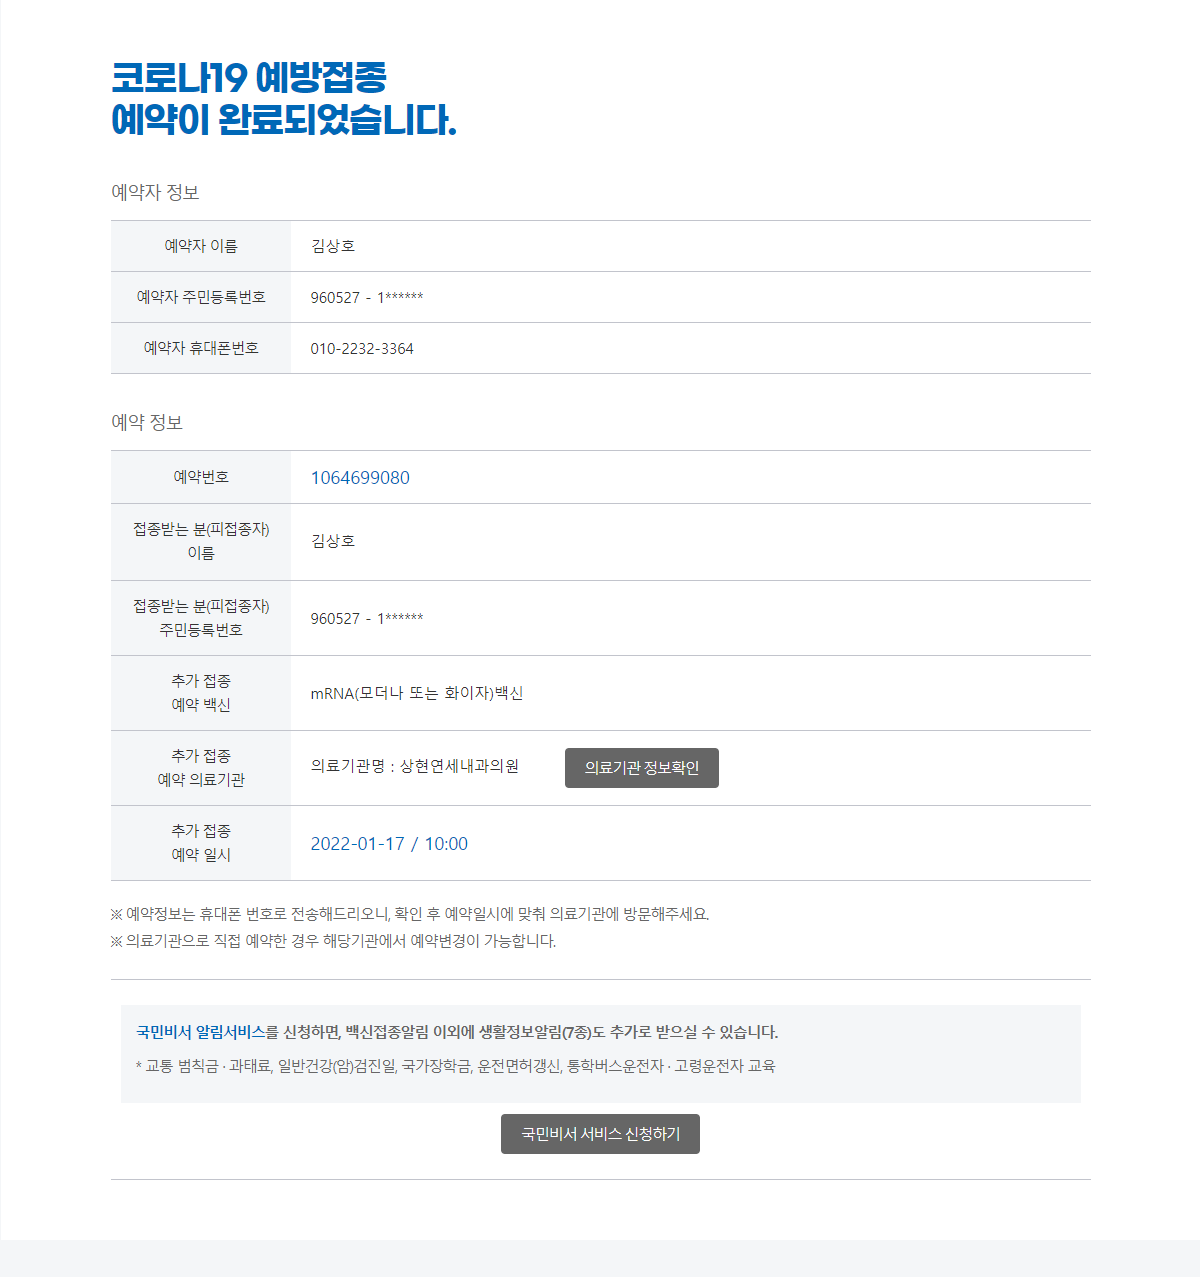 코로나19 예방접종
예약이 완료되었습니다.
예약자 정보
예약자 이름 김상호
예약자 주민등록번호 960527 - 1******
예약자 휴대폰번호 010-2232-3364
예약 정보
예약번호 1064699080
접종받는 분(피접종자)
이름
김상호
접종받는 분(피접종자)
주민등록번호
960527 - 1******
추가 접종
예약 백신
mRNA(모더나 또는 화이자)백신
추가 접종
예약 의료기관
의료기관명 : 상현연세내과의원 의료기관 정보확인
추가 접종
예약 일시
2022-01-17 / 10:00
※ 예약정보는 휴대폰 번호로 전송해드리오니, 확인 후 예약일시에 맞춰 의료기관에 방문해주세요.
※ 의료기관으로 직접 예약한 경우 해당기관에서 예약변경이 가능합니다.
국민비서 알림서비스를 신청하면, 백신접종알림 이외에 생활정보알림(7종)도 추가로 받으실 수 있습니다.
* 교통 범칙금 · 과태료, 일반건강(암)검진일, 국가장학금, 운전면허갱신, 통학버스운전자 · 고령운전자 교육
국민비서 서비스 신청하기